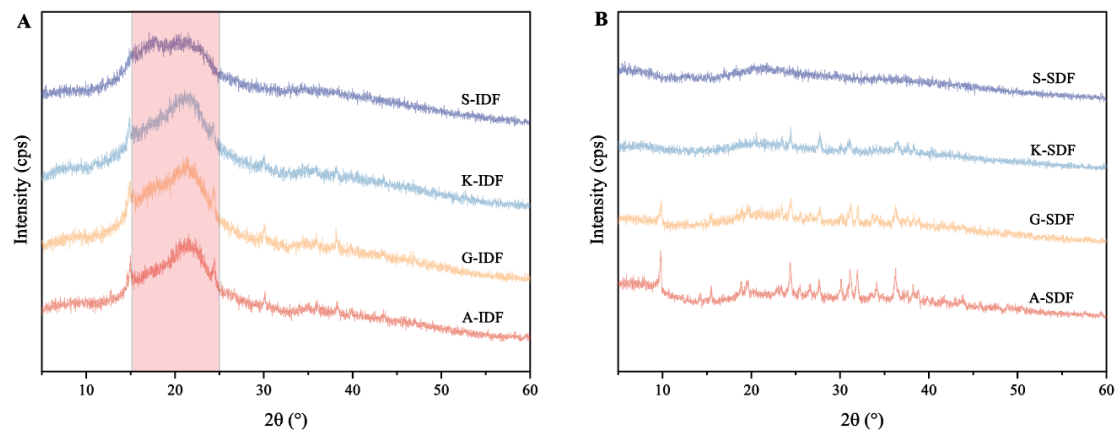 A
S-IDF
K-IDF
G-IDF
A-IDF
Intensity (cps)
10 20 30 40 50 60
2θ (°)
B
S-SDF
K-SDF
G-SDF
A-SDF
Intensity (cps)
10 20 30 40 50 60
2θ (°)